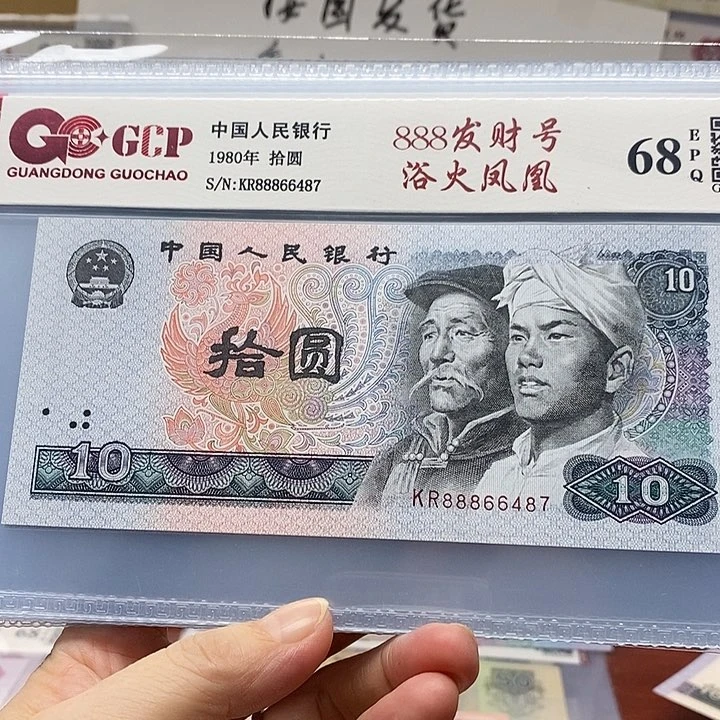 GCP
GUANGDONG GUOCHAO
中国人民银行
1980年 拾圆
S/N:KR88866487
888发财号
浴火凤凰
68
EPQ
中国人民银行
10
拾圆
10
KR88866487
10